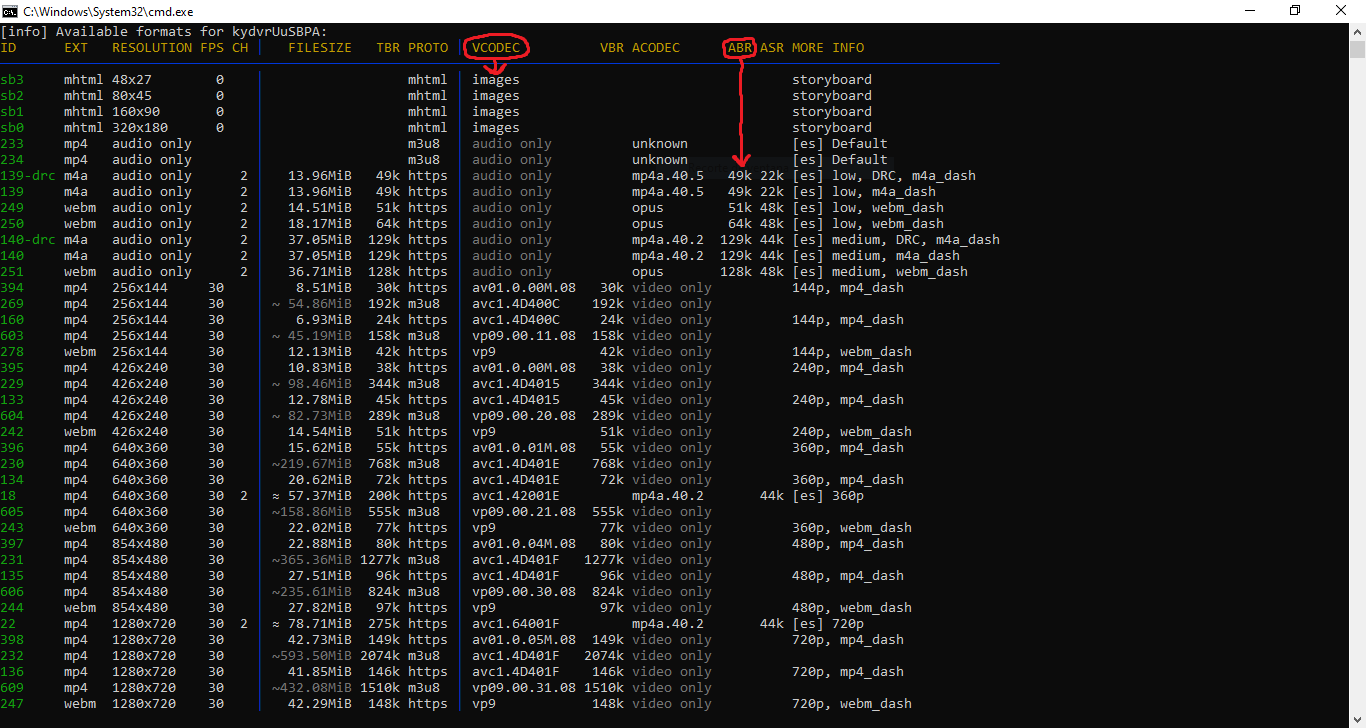 C:\Windows\System32\cmd.exe
[info] Available formats for kydvrUuSBPA:
ID EXT RESOLUTION FPS CH | FILESIZE TBR PROTO | VCODEC VBR ACODEC ABR ASR MORE INFO
sb3 mhtml 48x27 0 | mhtml | images storyboard
sb2 mhtml 80x45 0 | mhtml | images storyboard
sb1 mhtml 160x90 0 | mhtml | images storyboard
sb0 mhtml 320x180 0 | mhtml | images storyboard
233 mp4 audio only | m3u8 | audio only unknown [es] Default
234 mp4 audio only | m3u8 | audio only unknown [es] Default
139-drc m4a audio only 2 | 13.96MiB 49k https | audio only mp4a.40.5 49k 22k [es] low, DRC, m4a_dash
139 m4a audio only 2 | 13.96MiB 49k https | audio only mp4a.40.5 49k 22k [es] low, m4a_dash
249 webm audio only 2 | 14.51MiB 51k https | audio only opus 51k 48k [es] low, webm_dash
250 webm audio only 2 | 18.17MiB 64k https | audio only opus 64k 48k [es] low, webm_dash
140-drc m4a audio only 2 | 37.05MiB 129k https | audio only mp4a.40.2 129k 44k [es] medium, DRC, m4a_dash
140 m4a audio only 2 | 37.05MiB 129k https | audio only mp4a.40.2 129k 44k [es] medium, m4a_dash
251 webm audio only 2 | 36.71MiB 128k https | audio only opus 128k 48k [es] medium, webm_dash
394 mp4 256x144 30 | 8.51MiB 30k https | av01.0.00M.08 30k video only 144p, mp4_dash
269 mp4 256x144 30 | ~ 54.86MiB 192k m3u8 | avc1.4D400C 192k video only
160 mp4 256x144 30 | 6.93MiB 24k https | avc1.4D400C 24k video only 144p, mp4_dash
603 mp4 256x144 30 | ~ 45.19MiB 158k m3u8 | vp09.00.11.08 158k video only
278 webm 256x144 30 | 12.13MiB 42k https | vp9 42k video only 144p, webm_dash
395 mp4 426x240 30 | 10.83MiB 38k https | av01.0.00M.08 38k video only 240p, mp4_dash
229 mp4 426x240 30 | ~ 98.46MiB 344k m3u8 | avc1.4D4015 344k video only
133 mp4 426x240 30 | 12.78MiB 45k https | avc1.4D4015 45k video only 240p, mp4_dash
604 mp4 426x240 30 | ~ 82.73MiB 289k m3u8 | vp09.00.20.08 289k video only
242 webm 426x240 30 | 14.54MiB 51k https | vp9 51k video only 240p, webm_dash
396 mp4 640x360 30 | 15.62MiB 55k https | av01.0.01M.08 55k video only 360p, mp4_dash
230 mp4 640x360 30 | ~219.67MiB 768k m3u8 | avc1.4D401E 768k video only
134 mp4 640x360 30 | 20.62MiB 72k https | avc1.4D401E 72k video only 360p, mp4_dash
18 mp4 640x360 30 2 | ≈ 57.37MiB 200k https | avc1.42001E mp4a.40.2 44k [es] 360p
605 mp4 640x360 30 | ~158.86MiB 555k m3u8 | vp09.00.21.08 555k video only
243 webm 640x360 30 | 22.02MiB 77k https | vp9 77k video only 360p, webm_dash
397 mp4 854x480 30 | 22.88MiB 80k https | av01.0.04M.08 80k video only 480p, mp4_dash
231 mp4 854x480 30 | ~365.36MiB 1277k m3u8 | avc1.4D401F 1277k video only
135 mp4 854x480 30 | 27.51MiB 96k https | avc1.4D401F 96k video only 480p, mp4_dash
606 mp4 854x480 30 | ~235.61MiB 824k m3u8 | vp09.00.30.08 824k video only
244 webm 854x480 30 | 27.82MiB 97k https | vp9 97k video only 480p, webm_dash
22 mp4 1280x720 30 2 | ≈ 78.71MiB 275k https | avc1.64001F mp4a.40.2 44k [es] 720p
398 mp4 1280x720 30 | 42.73MiB 149k https | av01.0.05M.08 149k video only 720p, mp4_dash
232 mp4 1280x720 30 | ~593.50MiB 2074k m3u8 | avc1.4D401F 2074k video only
136 mp4 1280x720 30 | 41.85MiB 146k https | avc1.4D401F 146k video only 720p, mp4_dash
609 mp4 1280x720 30 | ~432.08MiB 1510k m3u8 | vp09.00.31.08 1510k video only
247 webm 1280x720 30 | 42.29MiB 148k https | vp9 148k video only 720p, webm_dash